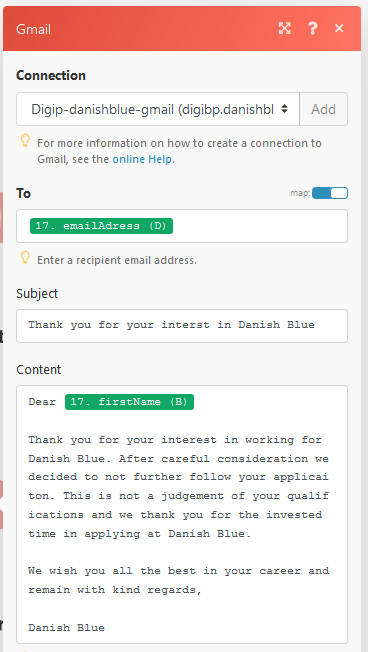 Gmail
Connection
Digip-danishblue-gmail (digibp.danishbl
Add
For more information on how to create a connection to
Gmail, see the online Help.
To
map:
17. emailAdress (D)
Enter a recipient email address.
Subject
Thank you for your interst in Danish Blue
Content
Dear 17. firstName (B)
Thank you for your interest in working for
Danish Blue. After careful consideration we
decided to not further follow your applicai
ton. This is not a judgement of your qualif
ications and we thank you for the invested
time in applying at Danish Blue.
We wish you all the best in your career and
remain with kind regards,
Danish Blue